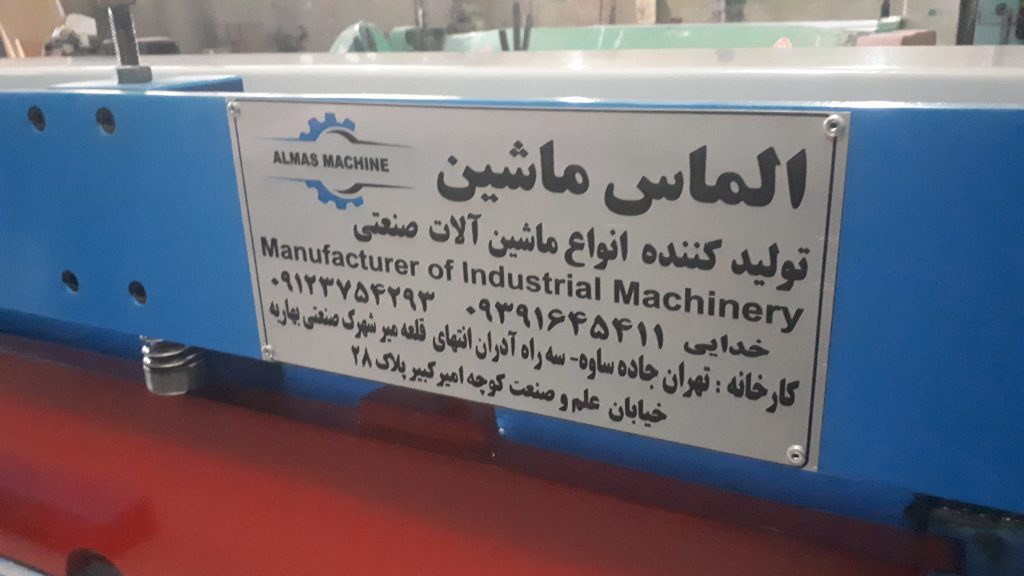 ALMAS MACHINE
الماس ماشین
تولید کننده انواع ماشین آلات صنعتی
Manufacturer of Industrial Machinery
خدایی ۰۹۳۹۱۶۴۵۴۱۱ ۰۹۱۲۳۷۵۴۲۹۳
کارخانه : تهران جاده ساوه- سه راه آدران انتهای قلعه میر شهرک صنعتی بهاریه
خیابان علم و صنعت کوچه امیر کبیر پلاک ۲۸